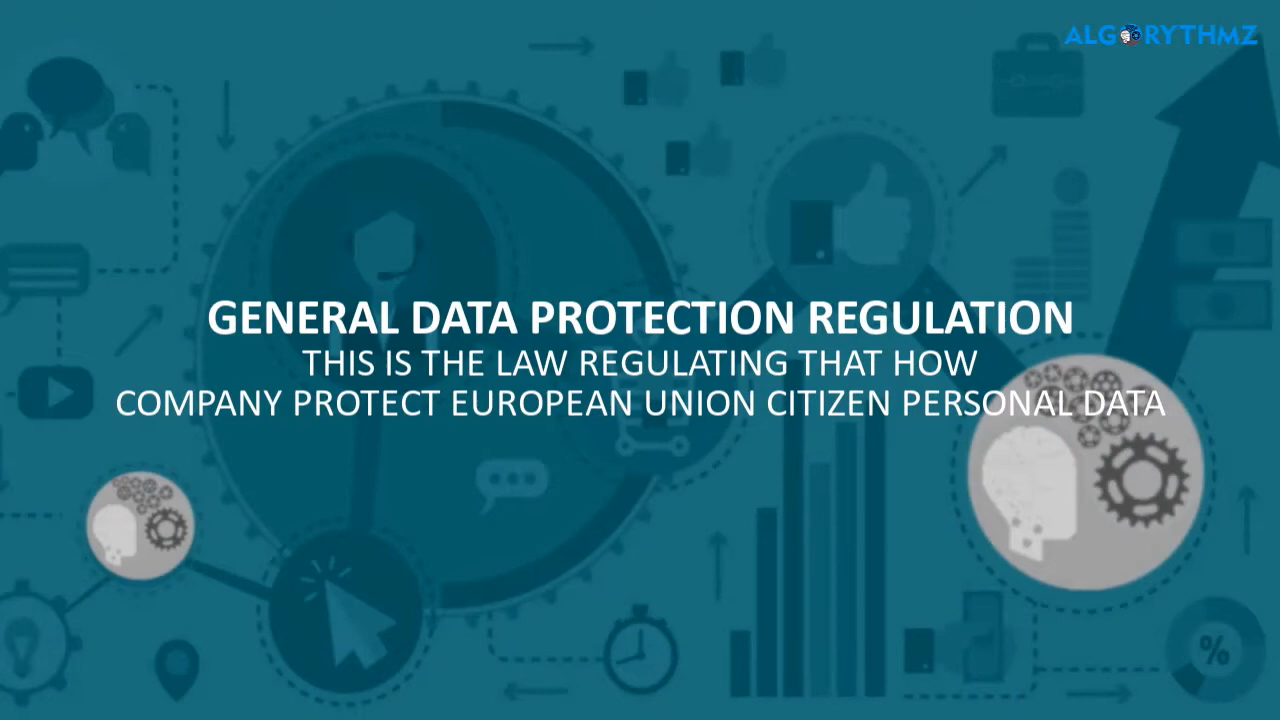 ALGORYTHMZ
GENERAL DATA PROTECTION REGULATION
THIS IS THE LAW REGULATING THAT HOW
COMPANY PROTECT EUROPEAN UNION CITIZEN PERSONAL DATA
%